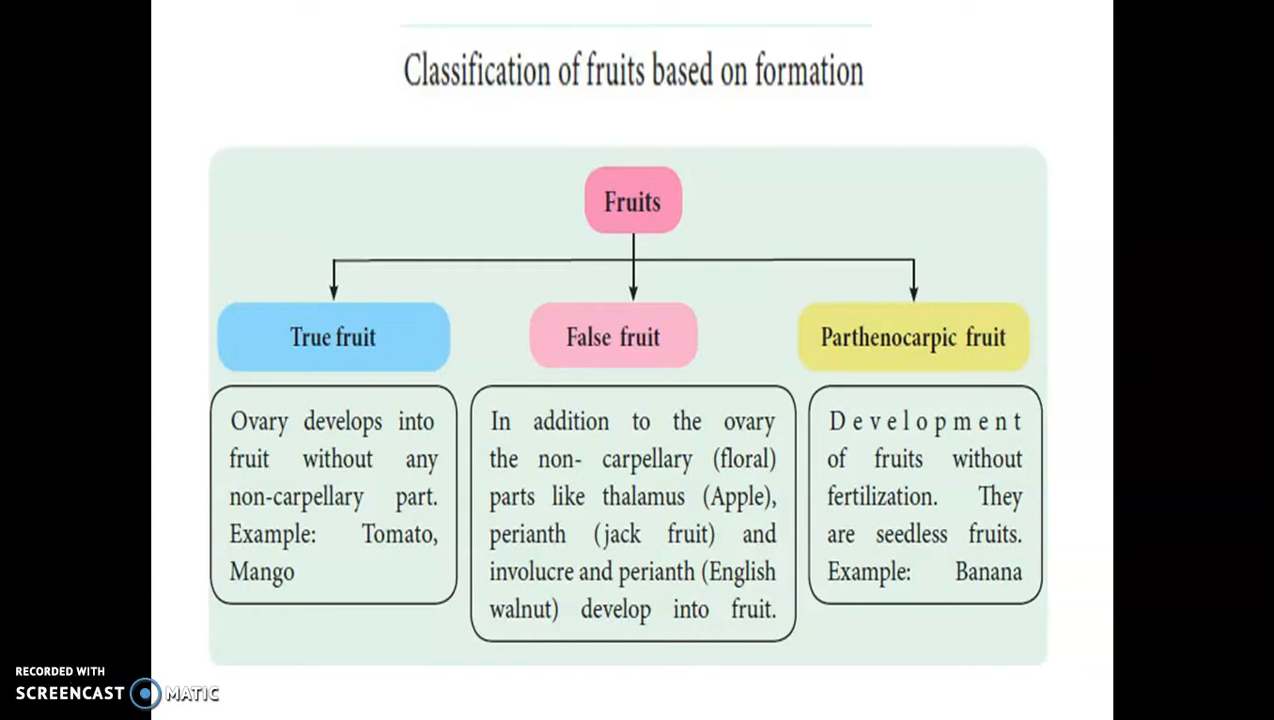 Classification of fruits based on formation
Fruits
True fruit
False fruit
Parthenocarpic fruit
Ovary develops into
fruit without any
non-carpellary part.
Example: Tomato,
Mango
In addition to the ovary
the non- carpellary (floral)
parts like thalamus (Apple),
perianth (jack fruit) and
involucre and perianth (English
walnut) develop into fruit.
Development
of fruits without
fertilization. They
are seedless fruits.
Example: Banana
RECORDED WITH
SCREENCAST MATIC